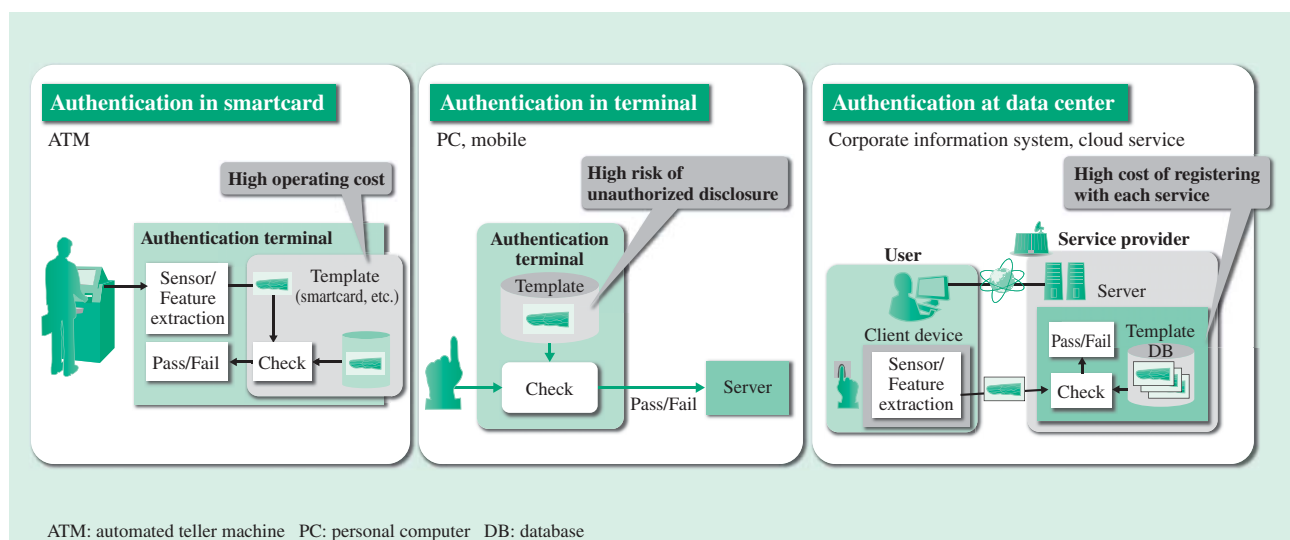 Authentication in smartcard
ATM
High operating cost
Authentication terminal
Sensor/
Feature
extraction
Template
(smartcard, etc.)
Pass/Fail
Check
Authentication in terminal
PC, mobile
High risk of
unauthorized disclosure
Authentication
terminal
Template
Check
Pass/Fail
Server
Authentication at data center
Corporate information system, cloud service
High cost of registering
with each service
User
Service provider
Server
Client device
Sensor/
Feature
extraction
Pass/Fail
Template
DB
Check
ATM: automated teller machine PC: personal computer DB: database